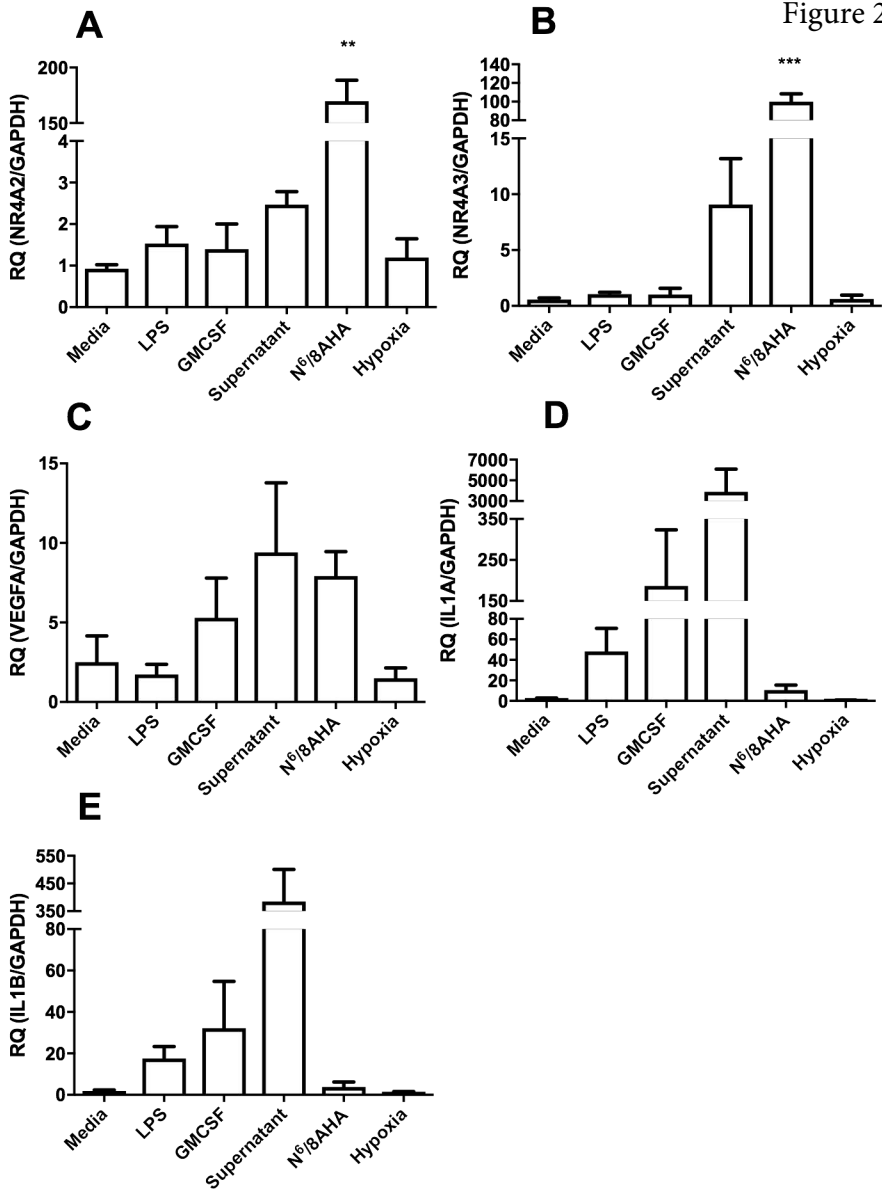 Figure 2
A
**
RQ (NR4A2/GAPDH)
200
150
4
3
2
1
0
Media
LPS
GMCSF
Supernatant
N⁶/8AHA
Hypoxia
B
***
RQ (NR4A3/GAPDH)
140
120
100
80
15
10
5
0
Media
LPS
GMCSF
Supernatant
N⁶/8AHA
Hypoxia
C
RQ (VEGFA/GAPDH)
15
10
5
0
Media
LPS
GMCSF
Supernatant
N⁶/8AHA
Hypoxia
D
RQ (IL1A/GAPDH)
7000
5000
3000
350
250
150
80
60
40
20
0
Media
LPS
GMCSF
Supernatant
N⁶/8AHA
Hypoxia
E
RQ (IL1B/GAPDH)
550
450
350
80
60
40
20
0
Media
LPS
GMCSF
Supernatant
N⁶/8AHA
Hypoxia